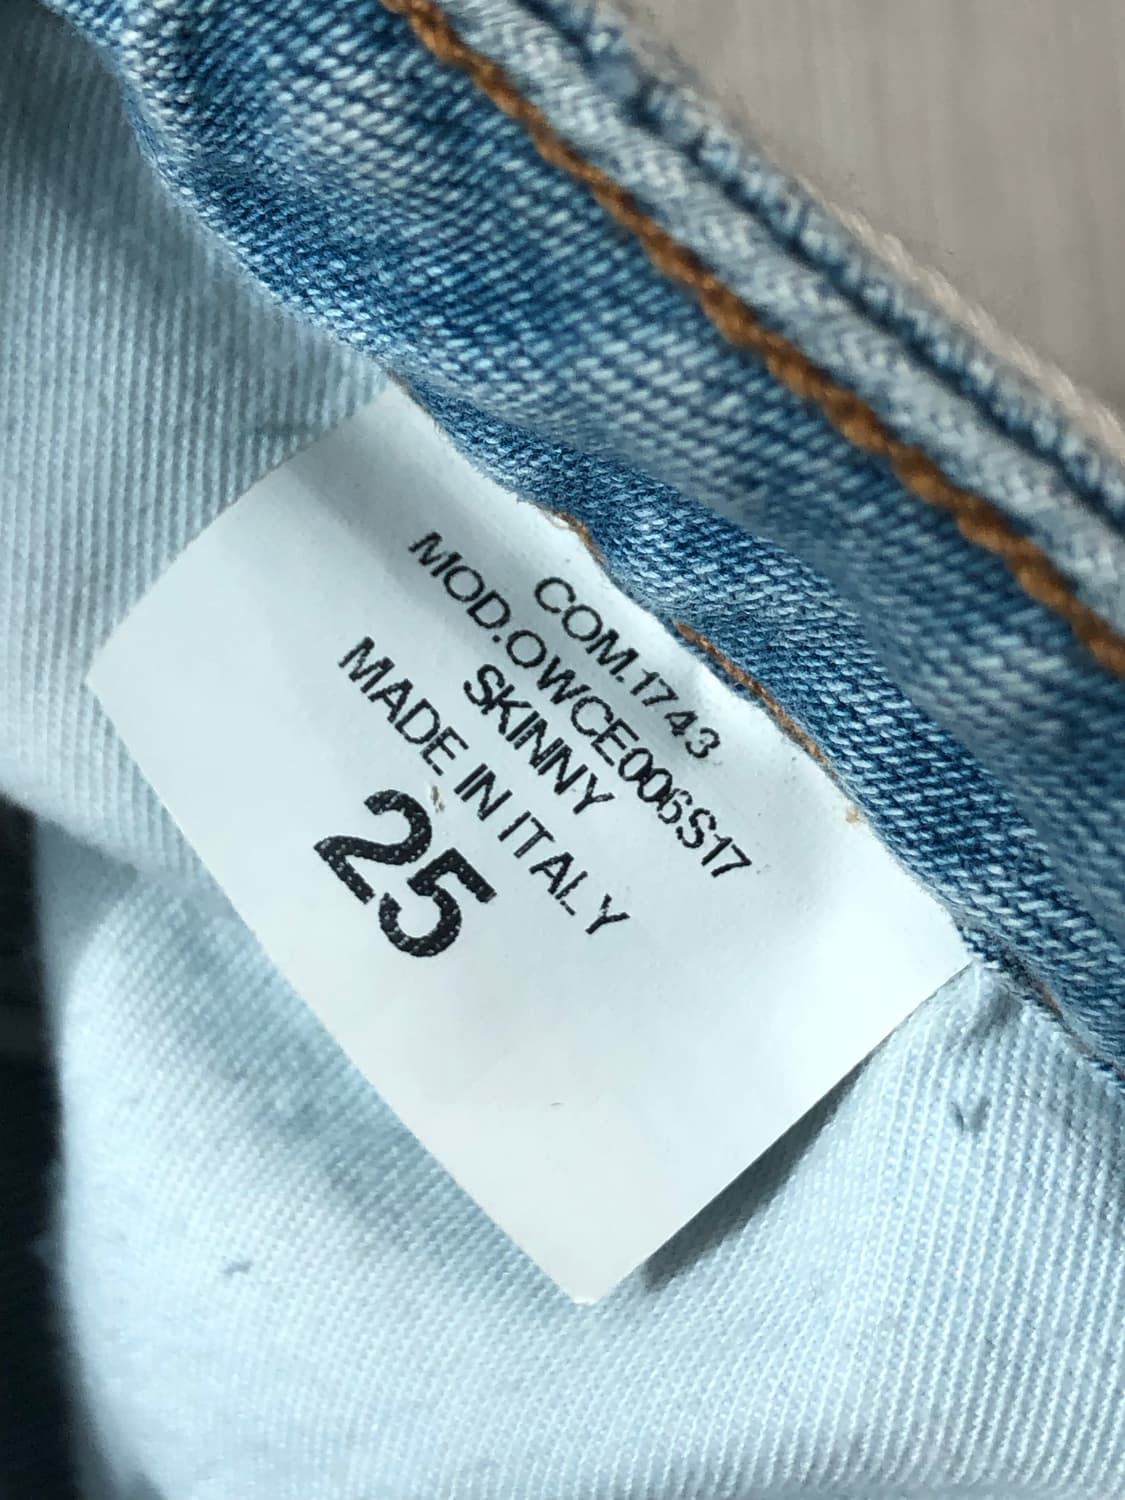 COM.1743
MOD.OWCE006S17
SKINNY
MADE IN ITALY
25